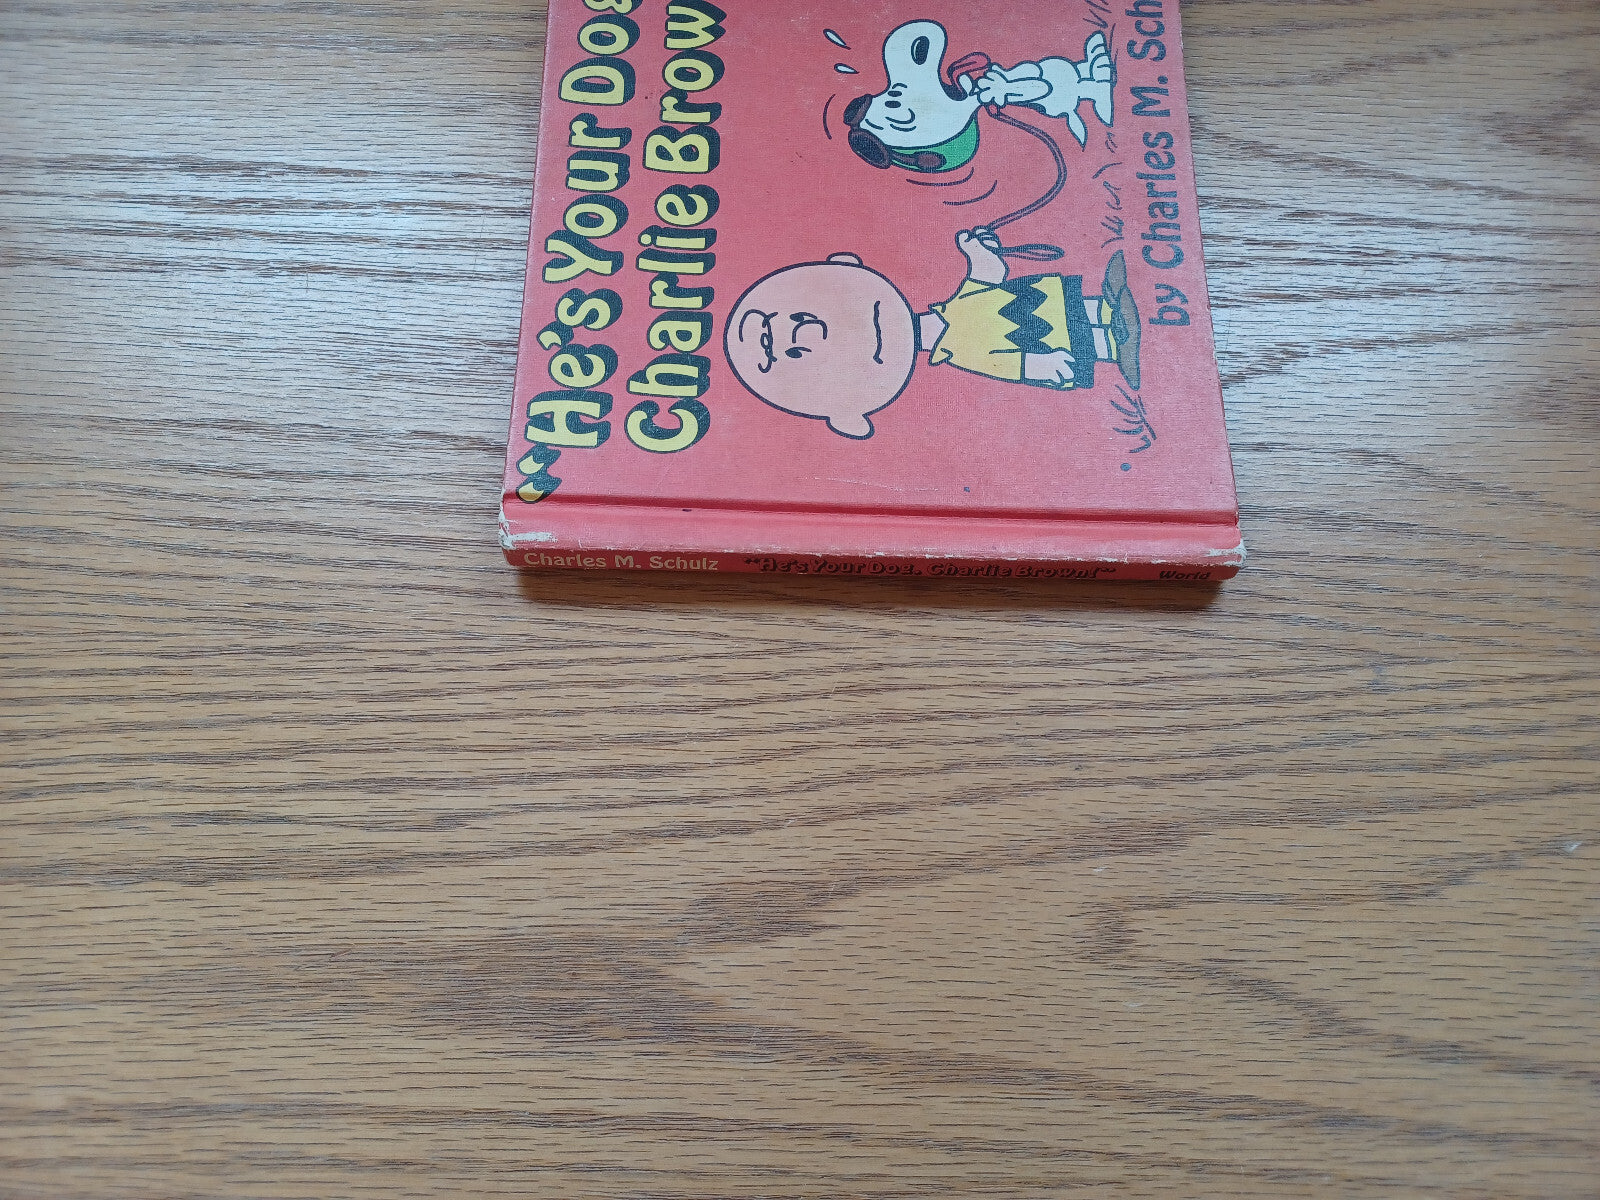 "He's Your Dog
Charlie Brow
by Charles M. Sch
Charles M. Schulz "He's Your Dog, Charlie Brown!" World